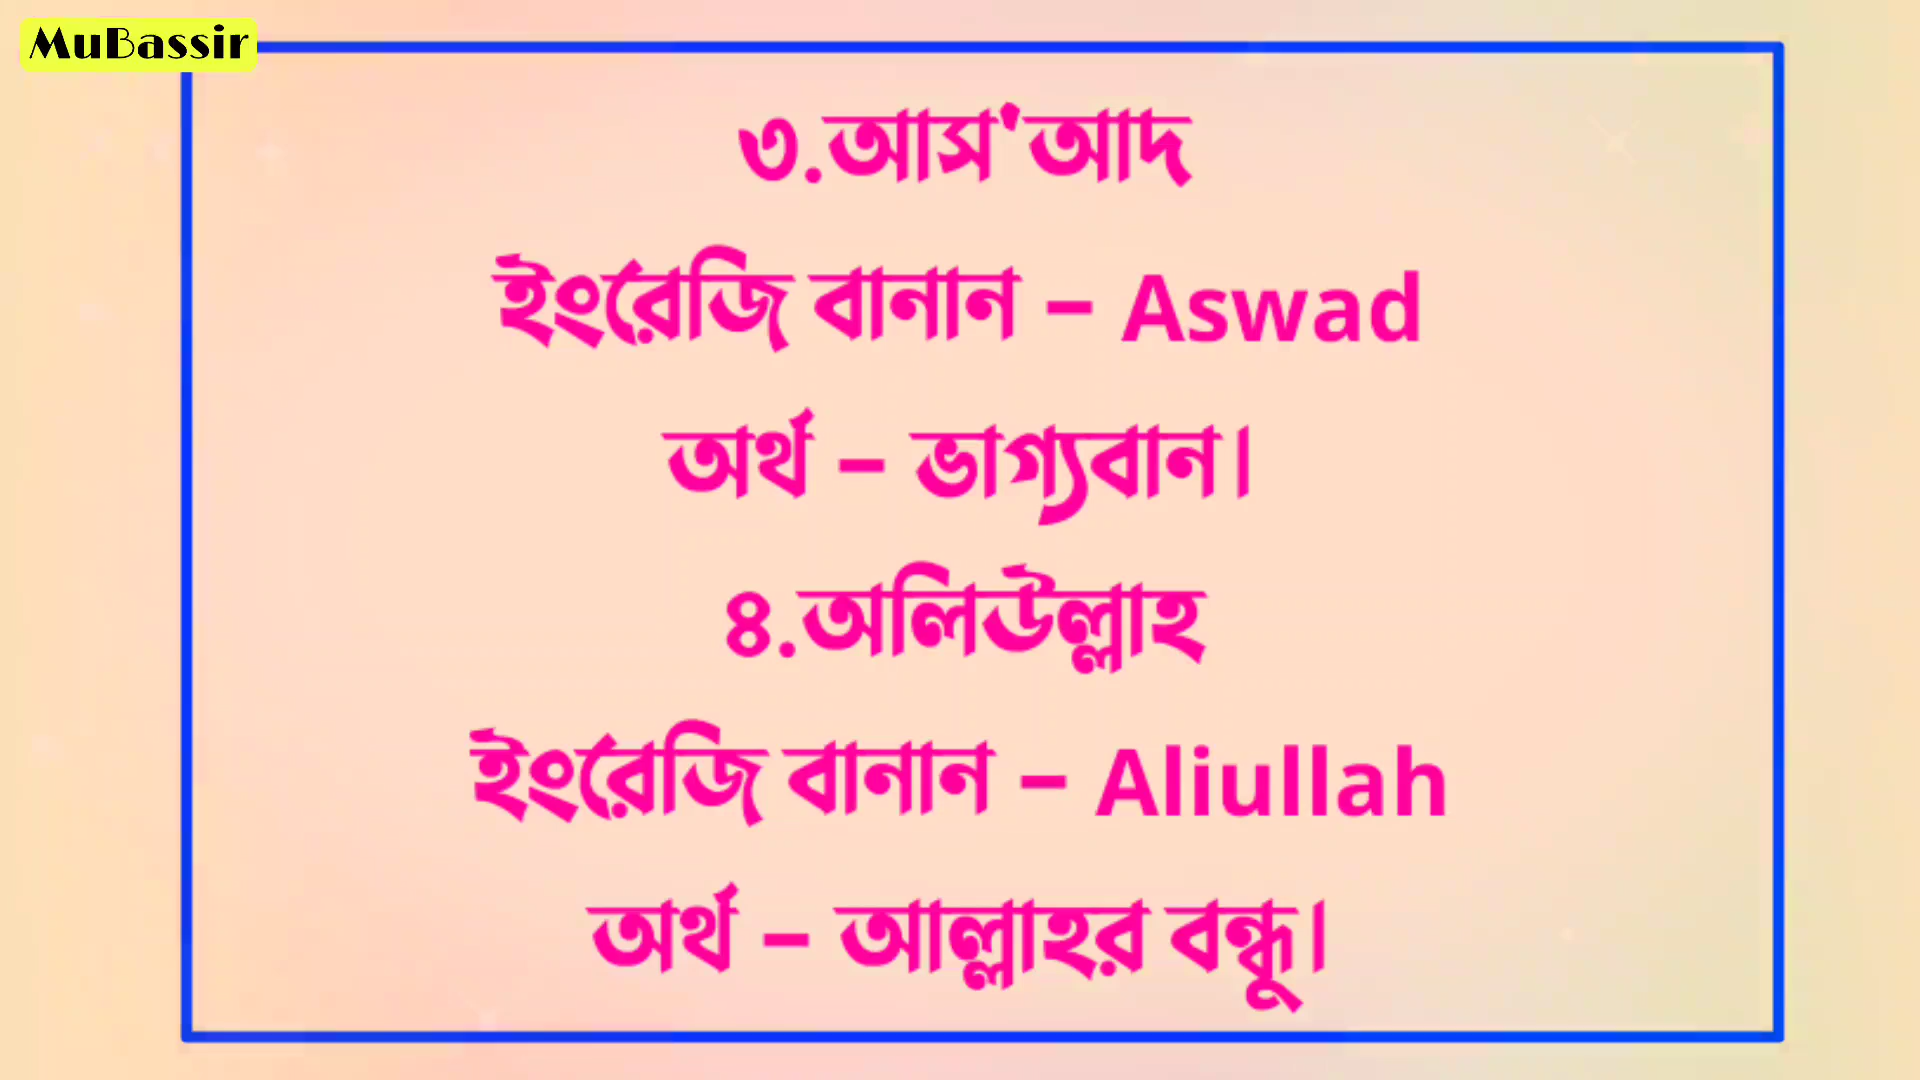 MuBassir
৩.আস'আদ
ইংরেজি বানান – Aswad
অর্থ – ভাগ্যবান।
৪.অলিউল্লাহ
ইংরেজি বানান – Aliullah
অর্থ – আল্লাহর বন্ধু।